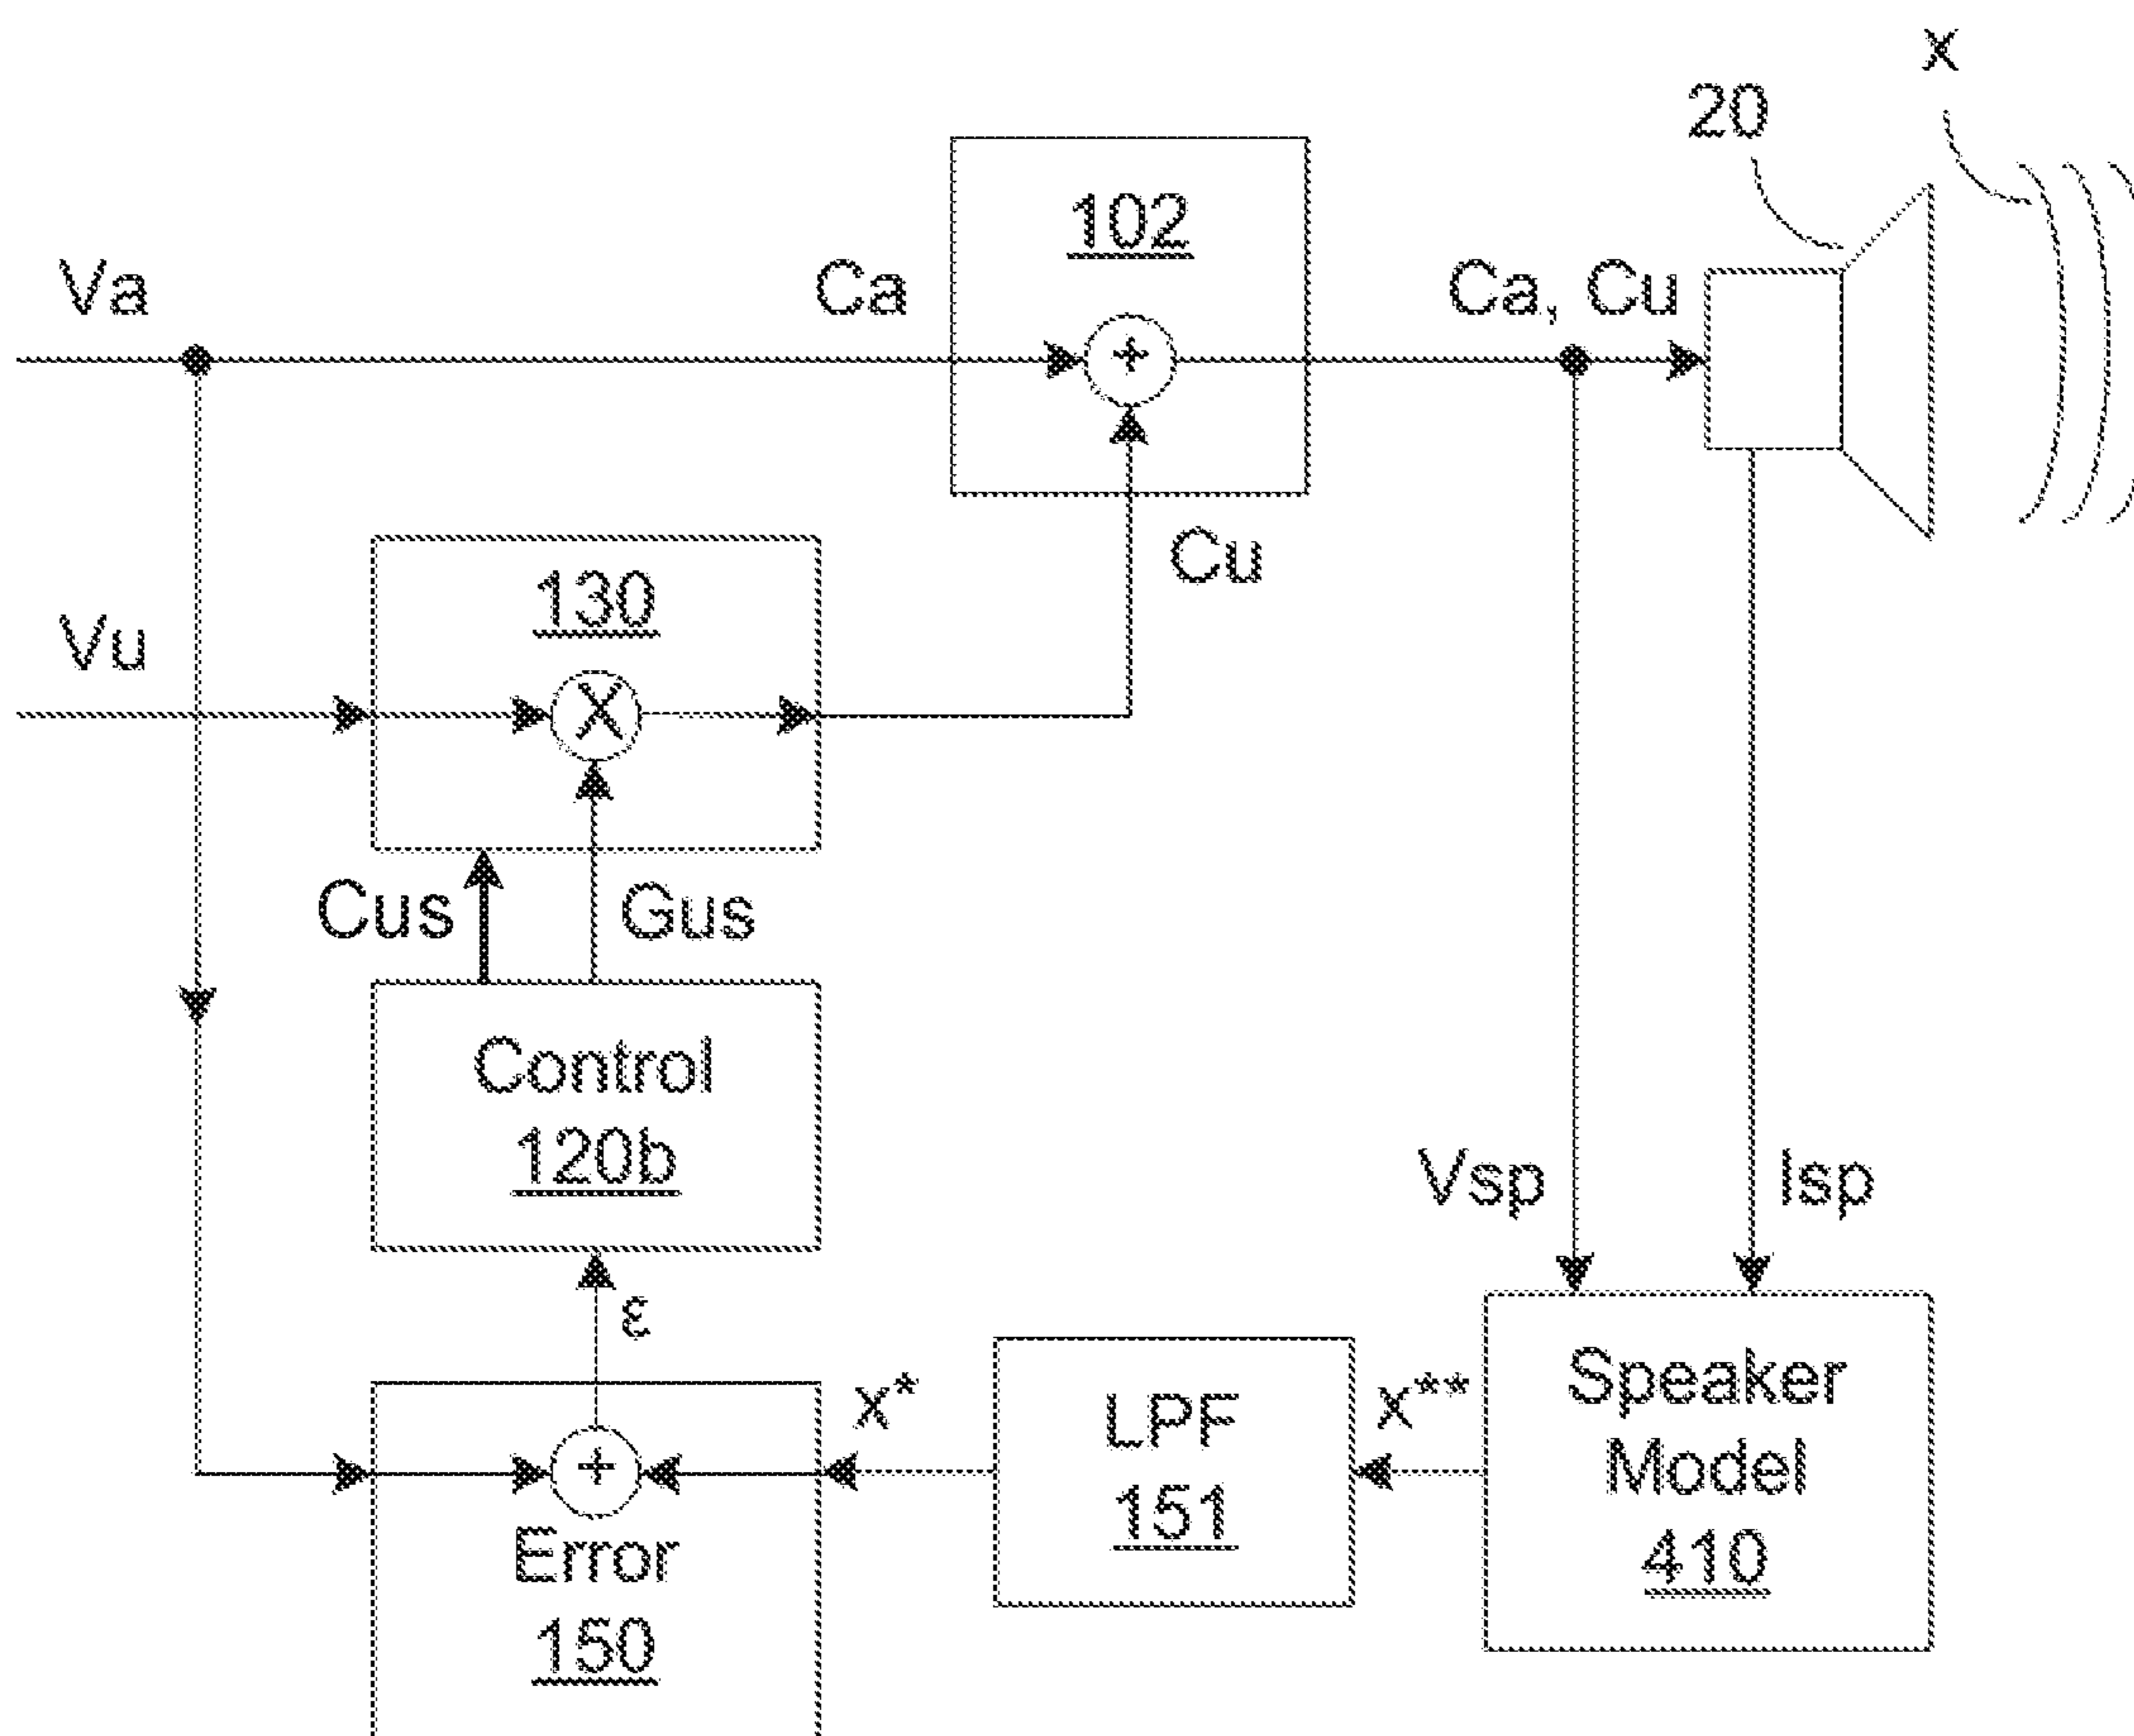 x
20
102
Va
Ca
+
Ca, Cu
Cu
130
Vu
X
Cus
Gus
Control
120b
Vsp
Isp
ε
x*
x**
LPF
151
Speaker
Model
410
+
Error
150